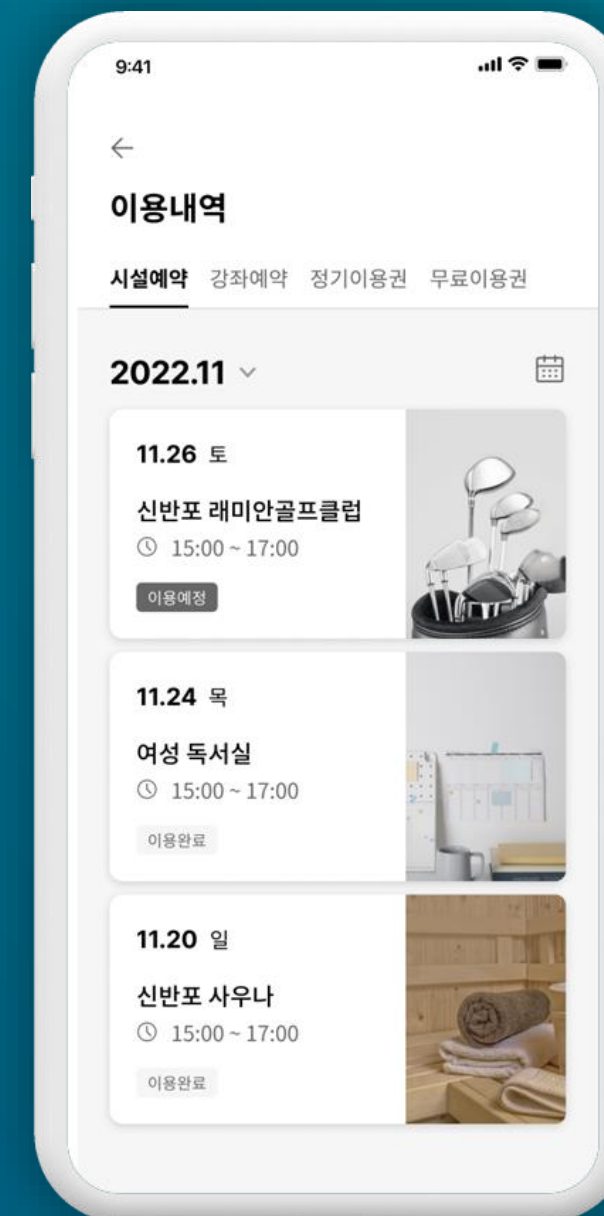 9:41
이용내역
시설예약 강좌예약 정기이용권 무료이용권
2022.11
11.26 토
신반포 래미안골프클럽
15:00 ~ 17:00
이용예정
11.24 목
여성 독서실
15:00 ~ 17:00
이용완료
11.20 일
신반포 사우나
15:00 ~ 17:00
이용완료